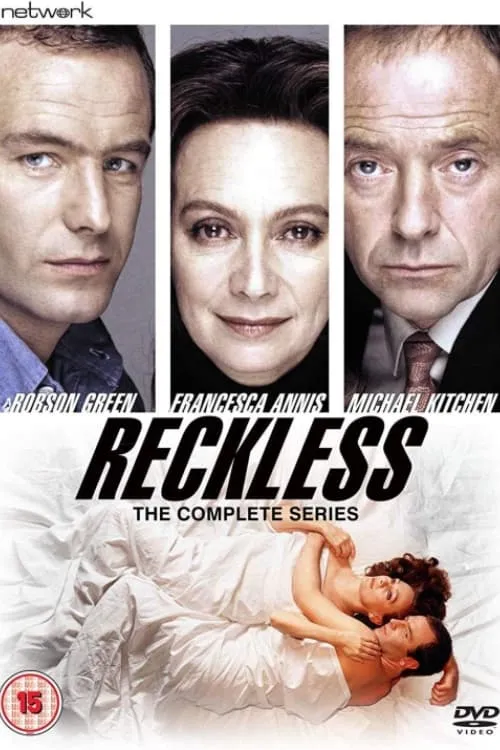 network
ROBSON GREEN
FRANCESCA ANNIS
MICHAEL KITCHEN
RECKLESS
THE COMPLETE SERIES
15
DVD
VIDEO